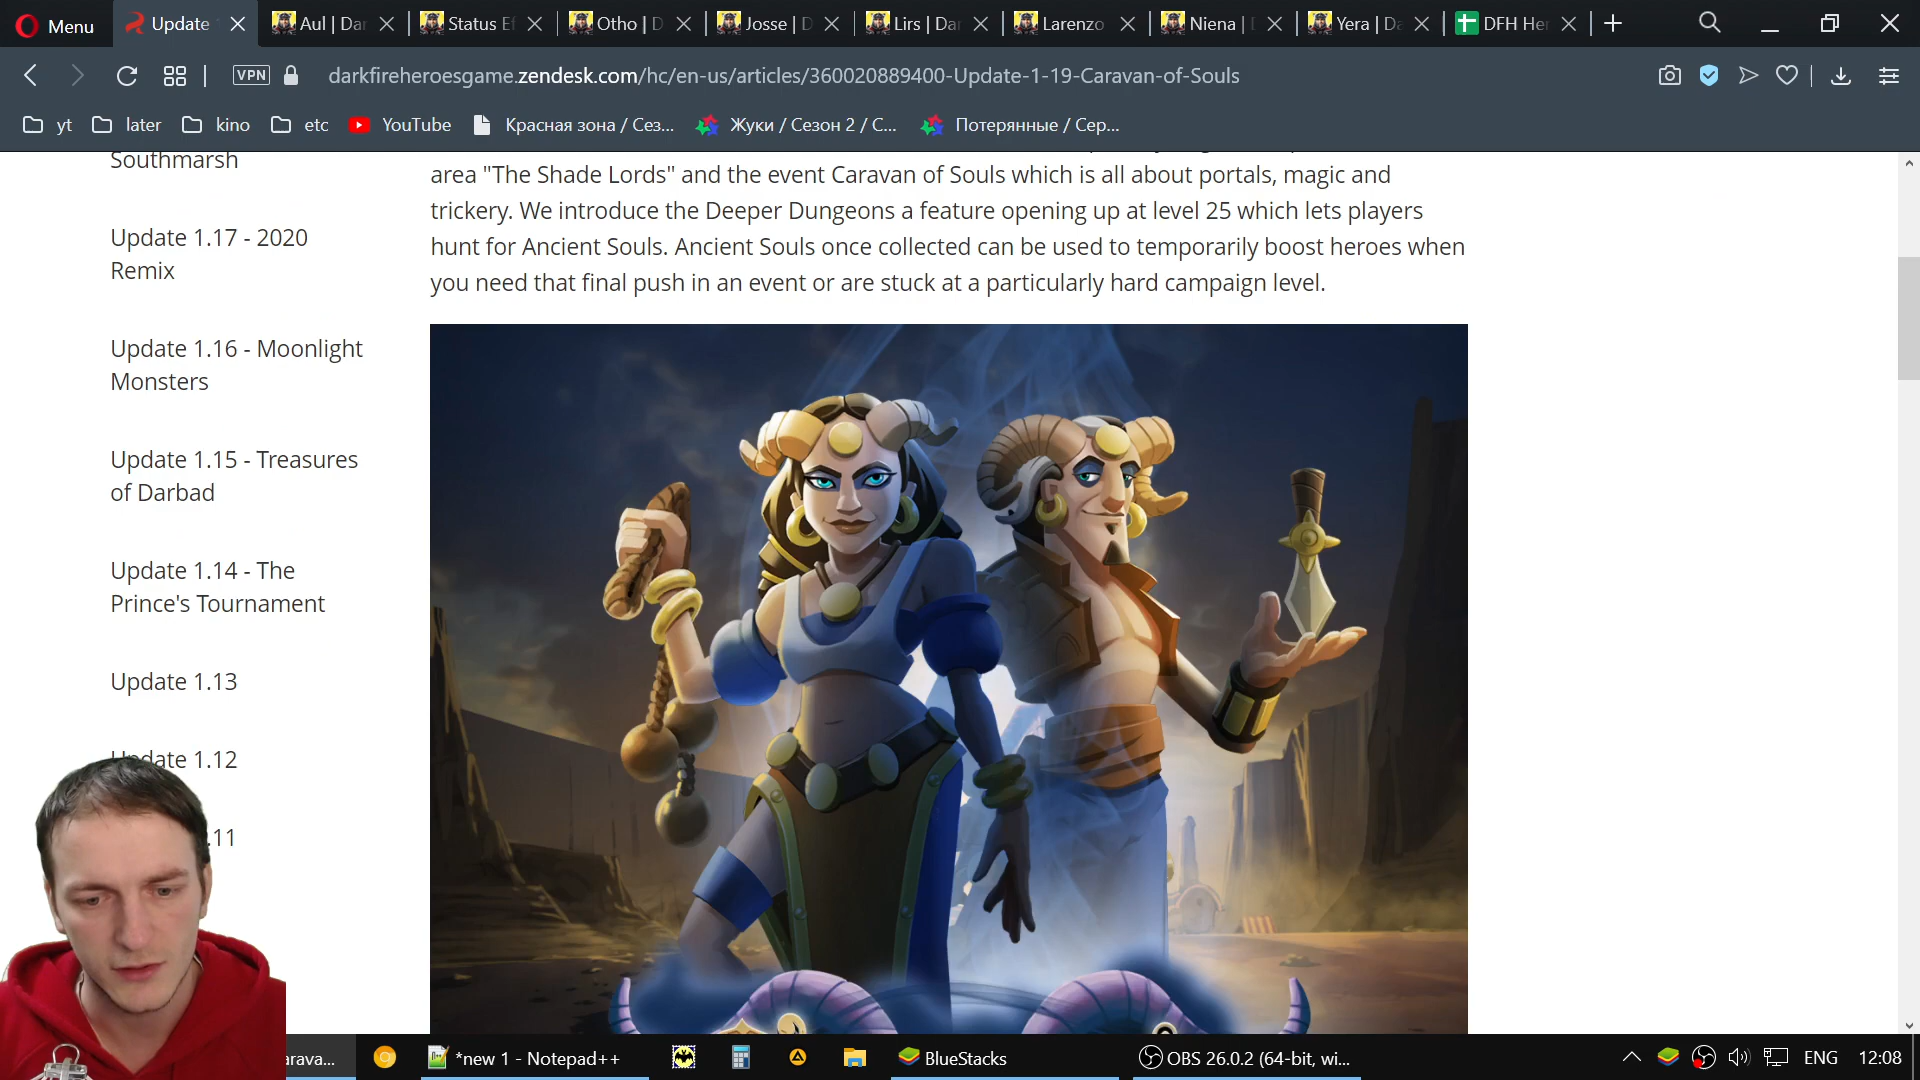 Menu
Update
Aul | Dar
Status Ef
Otho | D
Josse | D
Lirs | Dar
Larenzo
Niena |
Yera | Da
DFH Her
VPN
darkfireheroesgame.zendesk.com/hc/en-us/articles/360020889400-Update-1-19-Caravan-of-Souls
yt
later
kino
etc
YouTube
Красная зона / Сез...
Жуки / Сезон 2 / С...
Потерянные / Сер...
Southmarsh
Update 1.17 - 2020
Remix
Update 1.16 - Moonlight
Monsters
Update 1.15 - Treasures
of Darbad
Update 1.14 - The
Prince's Tournament
Update 1.13
Update 1.12
.11
area "The Shade Lords" and the event Caravan of Souls which is all about portals, magic and
trickery. We introduce the Deeper Dungeons a feature opening up at level 25 which lets players
hunt for Ancient Souls. Ancient Souls once collected can be used to temporarily boost heroes when
you need that final push in an event or are stuck at a particularly hard campaign level.
arava...
*new 1 - Notepad++
BlueStacks
OBS 26.0.2 (64-bit, wi...
ENG
12:08